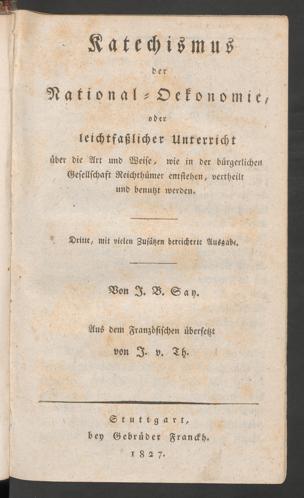 Katechismus
der
National-Oekonomie,
oder
leichtfaßlicher Unterricht
über die Art und Weise, wie in der bürgerlichen
Gesellschaft Reichthümer entstehen, vertheilt
und benutzt werden.
Dritte, mit vielen Zusätzen bereicherte Ausgabe.
Von J. B. Say.
Aus dem Französischen übersetzt
von J. v. Th.
Stuttgart,
bey Gebrüder Franckh.
1827.